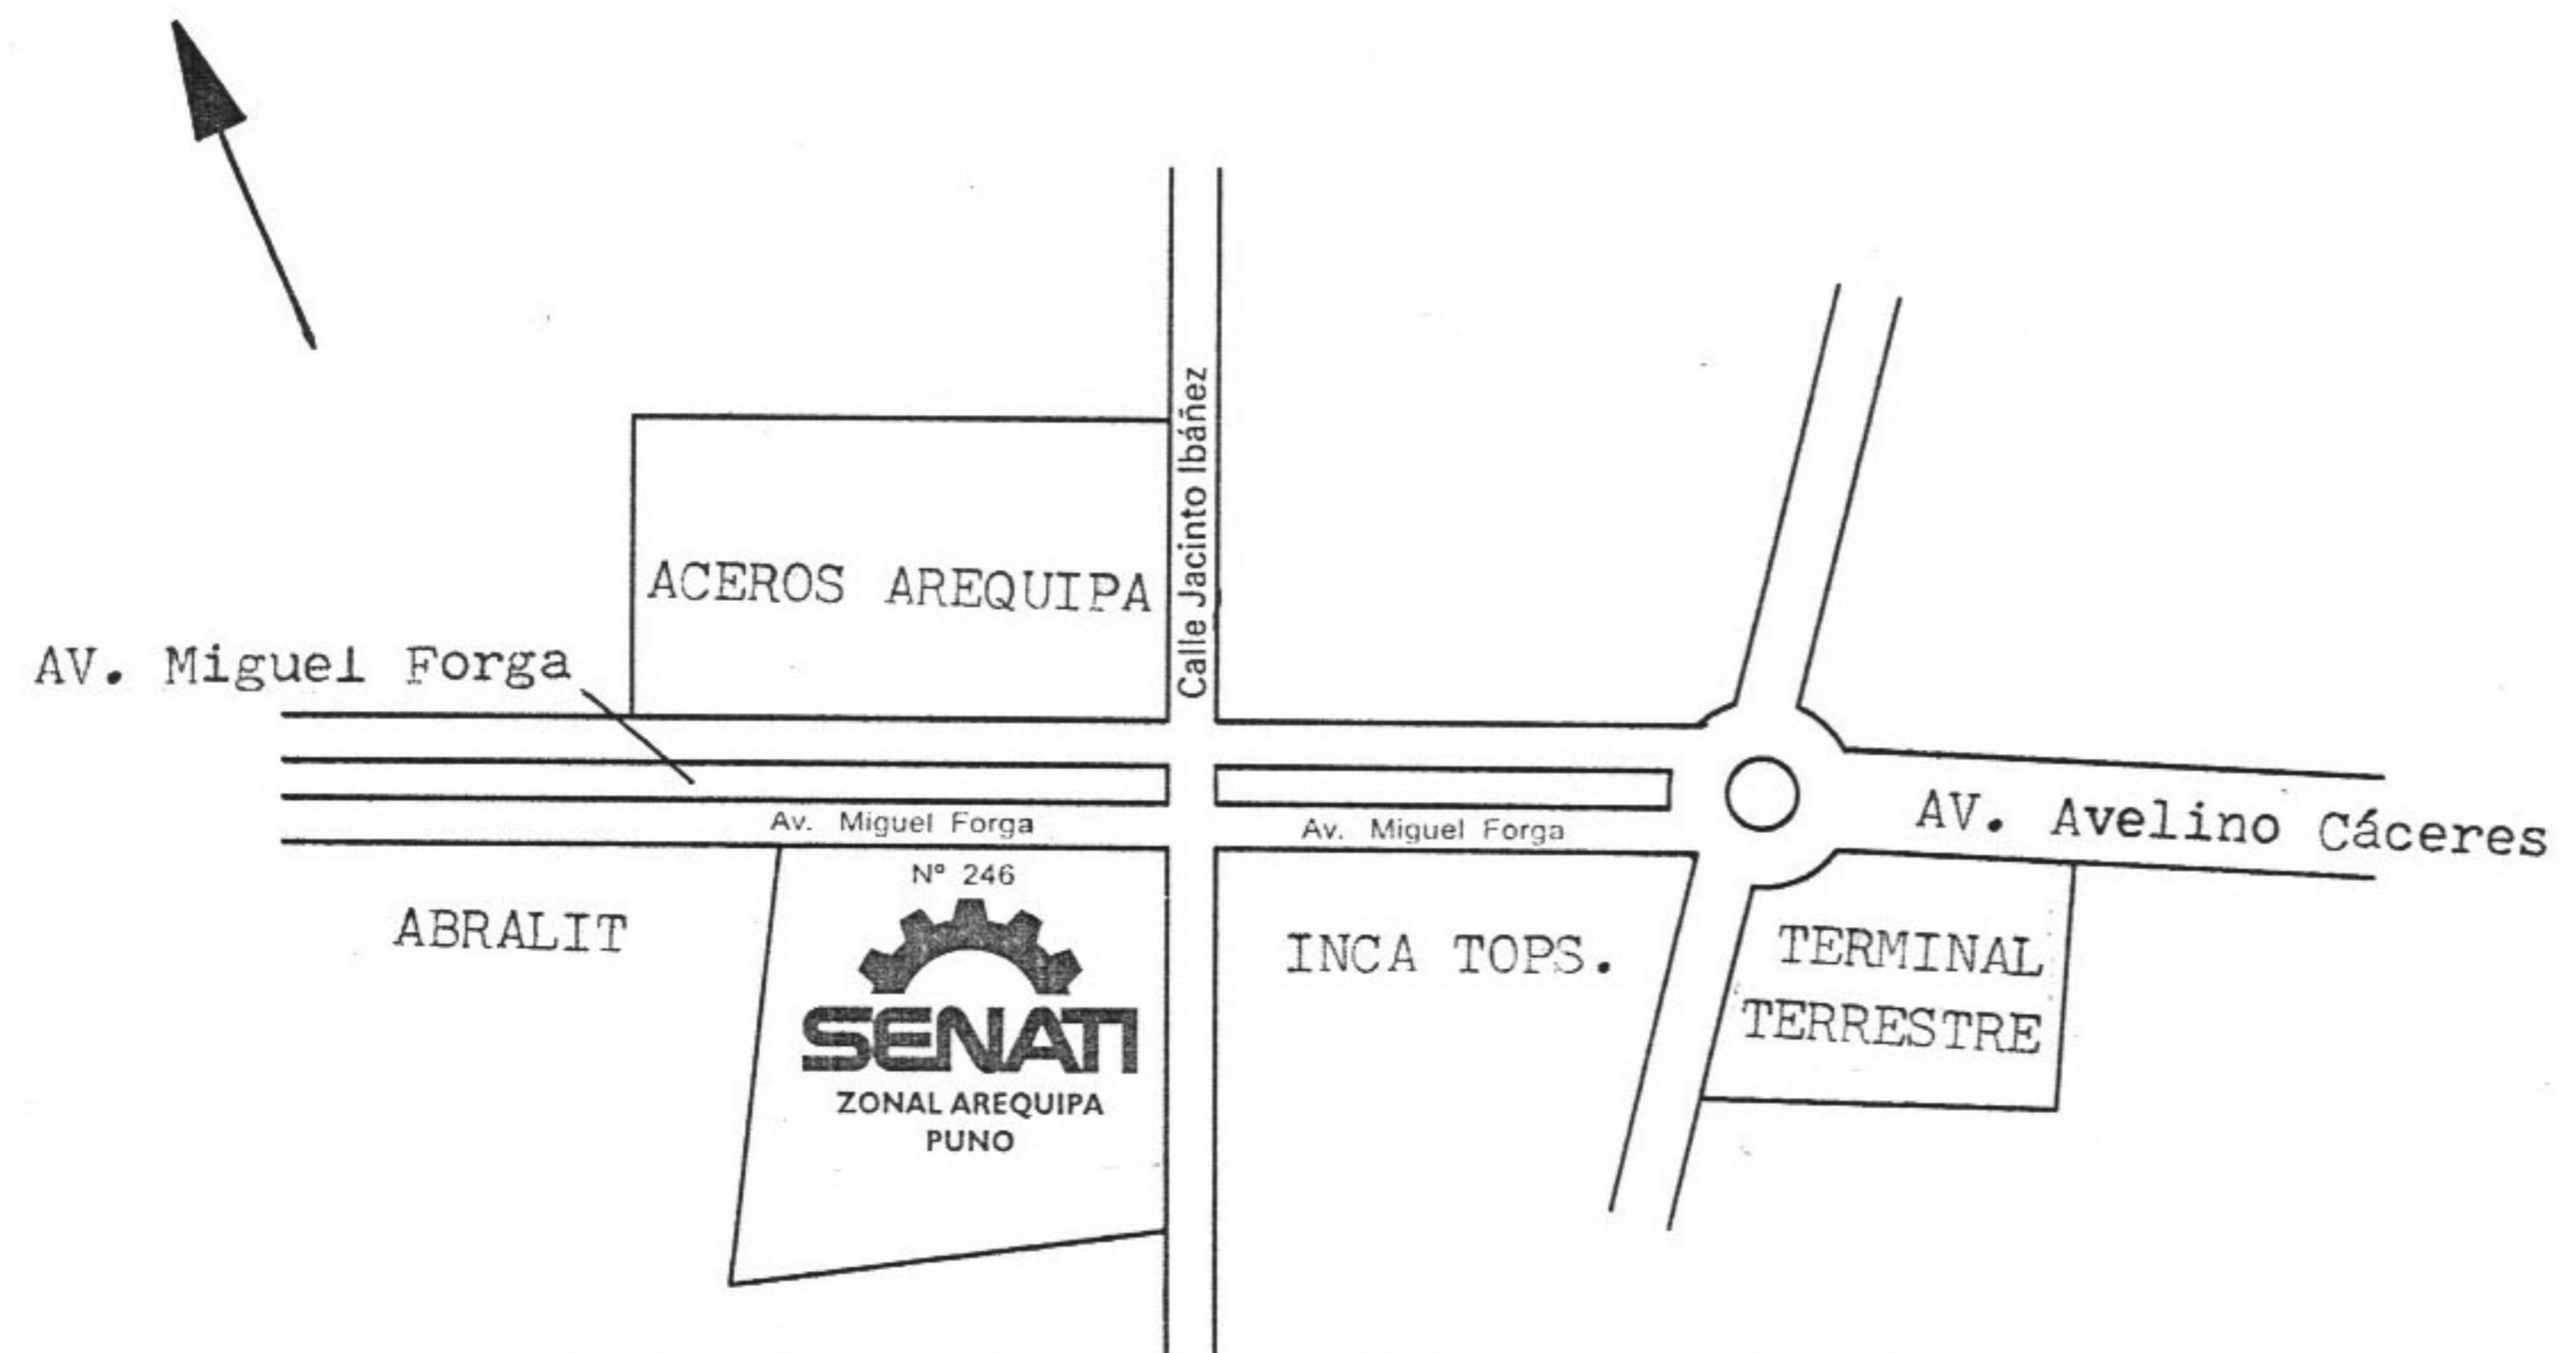 Calle Jacinto Ibáñez
ACEROS AREQUIPA
AV. Miguel Forga
Av. Miguel Forga
Av. Miguel Forga
AV. Avelino Cáceres
Nº 246
ABRALIT
SENATI
ZONAL AREQUIPA
PUNO
INCA TOPS.
TERMINAL
TERRESTRE